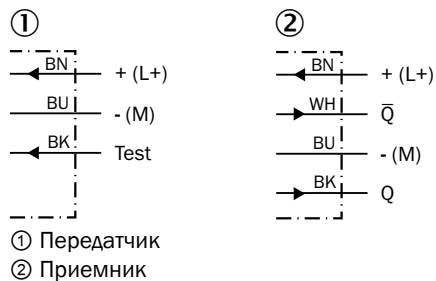 ① ②
BN + (L+)
BU - (M)
BK Test
BN + (L+)
WH Q̅
BU - (M)
BK Q
① Передатчик
② Приемник